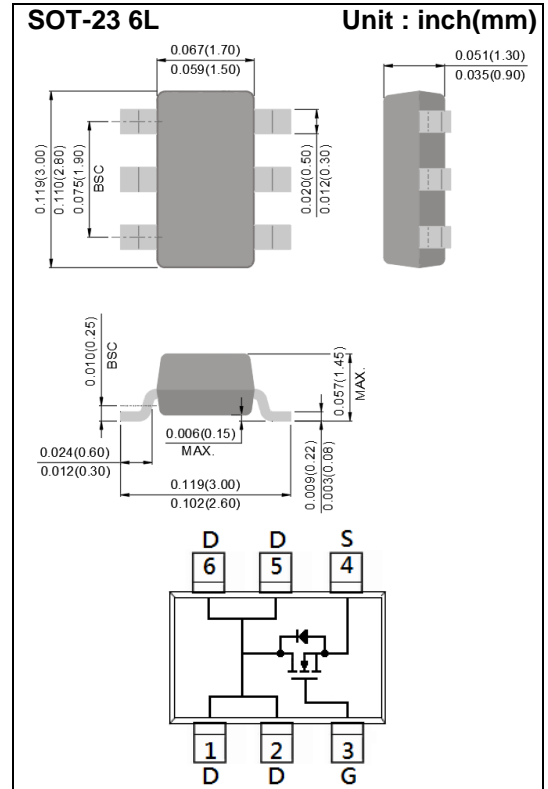 SOT-23 6L Unit : inch(mm)
0.067(1.70)
0.059(1.50)
0.051(1.30)
0.035(0.90)
0.119(3.00)
0.110(2.80)
0.075(1.90)
BSC
0.020(0.50)
0.012(0.30)
0.010(0.25)
BSC
0.057(1.45)
MAX.
0.006(0.15)
MAX.
0.024(0.60)
0.012(0.30)
0.009(0.22)
0.003(0.08)
0.119(3.00)
0.102(2.60)
D D S
6 5 4
1 2 3
D D G